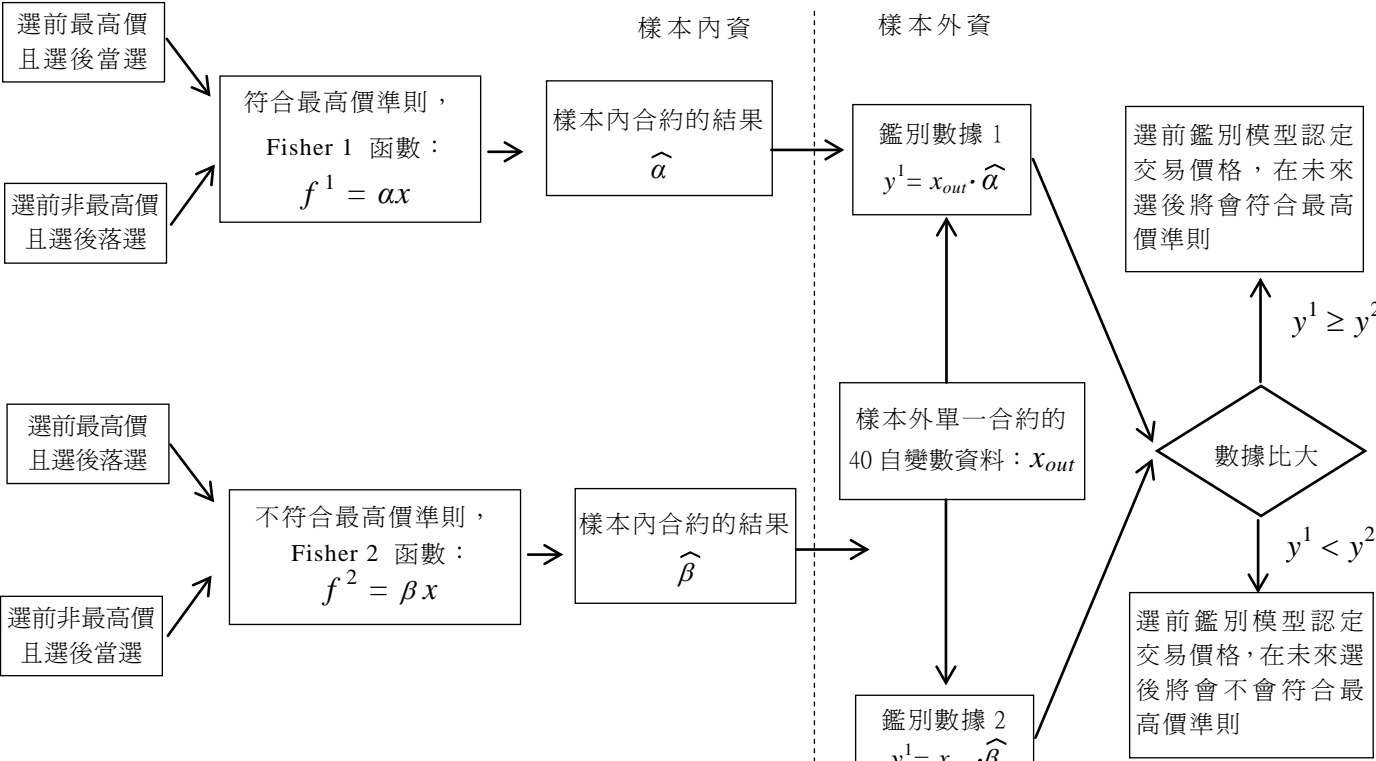 選前最高價
且選後當選
樣本內資
樣本外資
符合最高價準則，
Fisher 1 函數：
f¹ = αx
樣本內合約的結果
α̂
鑑別數據 1
y¹= x_out · α̂
選前鑑別模型認定
交易價格，在未來
選後將會符合最高
價準則
選前非最高價
且選後落選
y¹ ≥ y²
選前最高價
且選後落選
樣本外單一合約的
40 自變數資料：x_out
數據比大
不符合最高價準則，
Fisher 2 函數：
f² = βx
樣本內合約的結果
β̂
y¹ < y²
選前非最高價
且選後當選
選前鑑別模型認定
交易價格，在未來選
後將會不會符合最
高價準則
鑑別數據 2
y¹= x · β̂